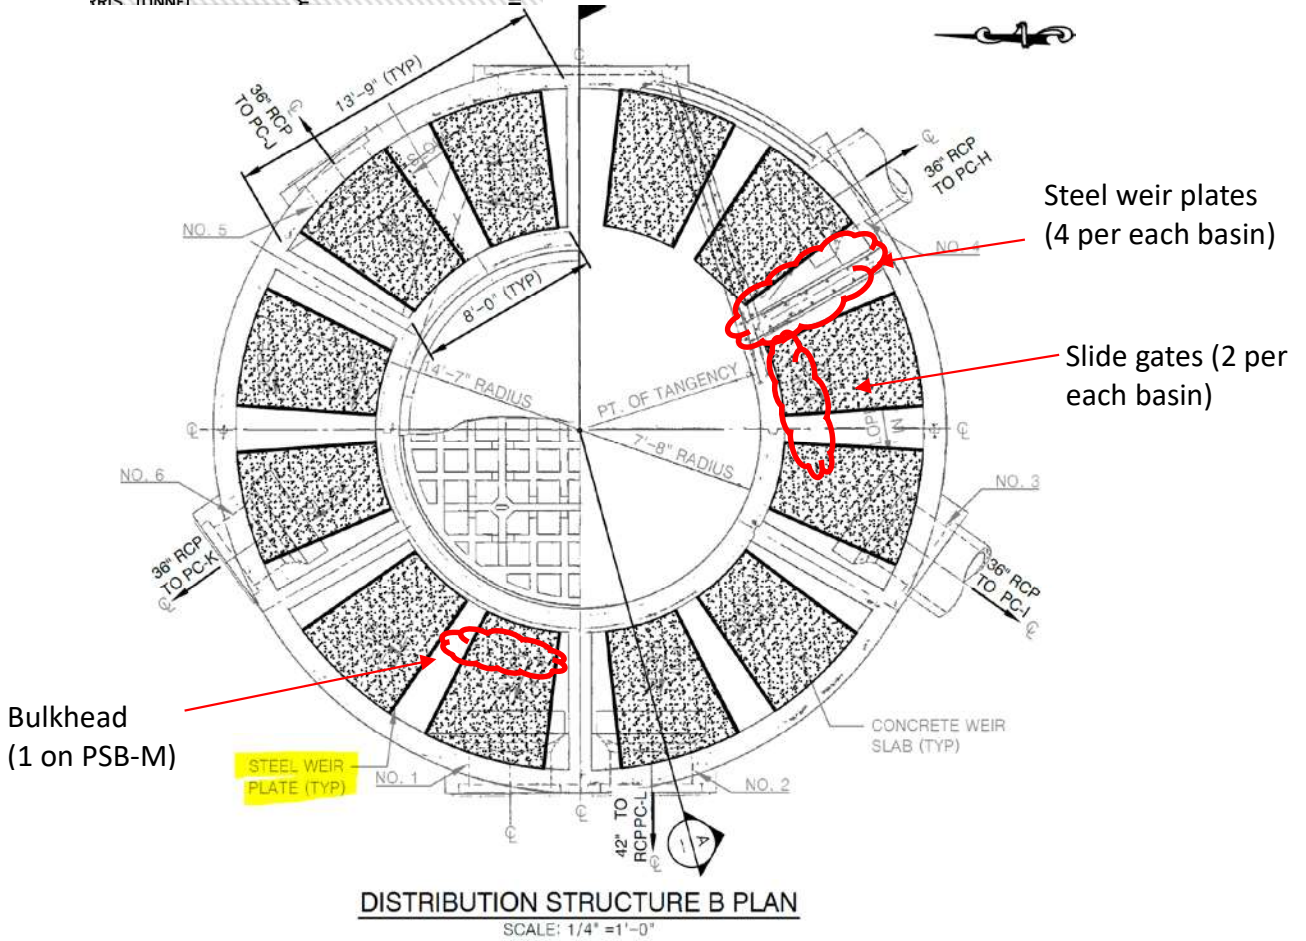 13'-9" (TYP)
36" RCP
TO PC-J
36" RCP
TO PC-H
Steel weir plates
(4 per each basin)
NO. 5
NO. 4
8'-0" (TYP)
Slide gates (2 per
each basin)
14'-7" RADIUS
PT. OF TANGENCY
7'-8" RADIUS
NO. 6
NO. 3
36" RCP
TO PC-K
36" RCP
TO PC-I
Bulkhead
(1 on PSB-M)
CONCRETE WEIR
SLAB (TYP)
STEEL WEIR
PLATE (TYP)
NO. 1
NO. 2
42" TO
RCPPC-L
A
DISTRIBUTION STRUCTURE B PLAN
SCALE: 1/4" =1'-0"